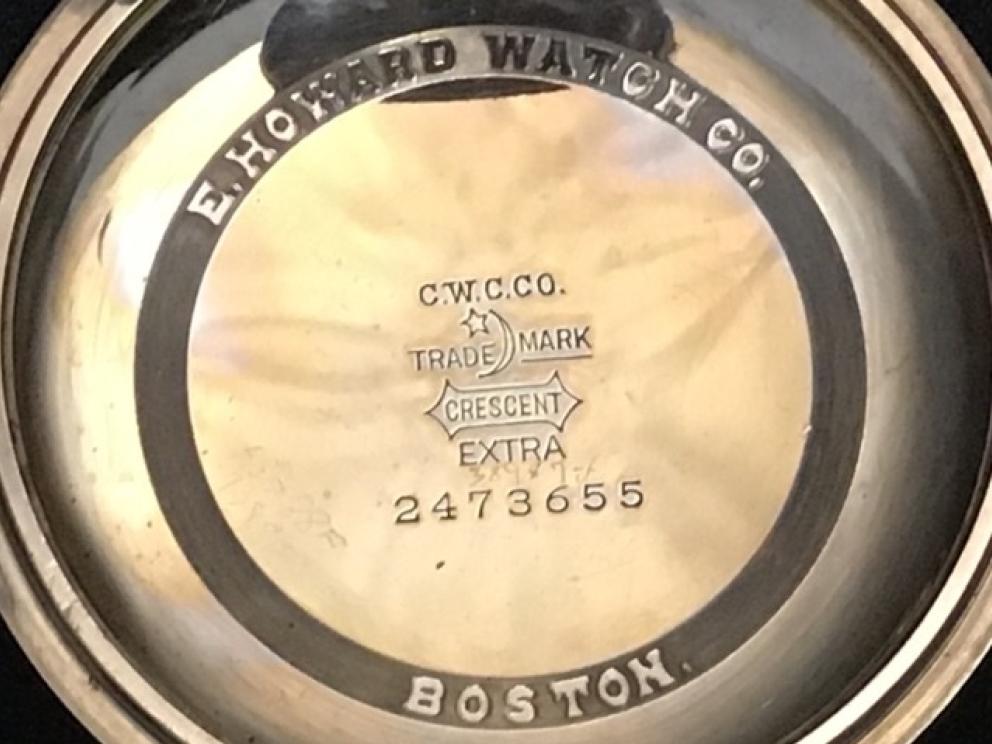 E. HOWARD WATCH CO.
C.W.C.CO.
TRADE MARK
CRESCENT
EXTRA
2473655
BOSTON.